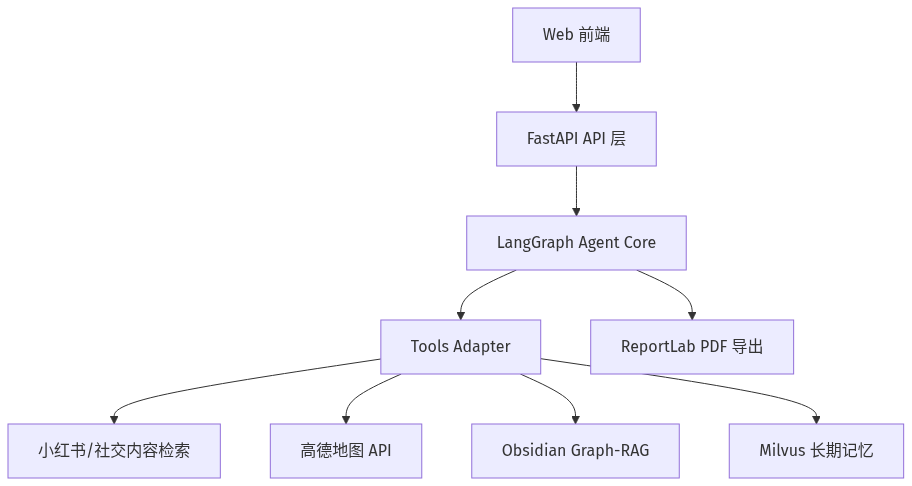 Web 前端
FastAPI API 层
LangGraph Agent Core
Tools Adapter
ReportLab PDF 导出
小红书/社交内容检索
高德地图 API
Obsidian Graph-RAG
Milvus 长期记忆